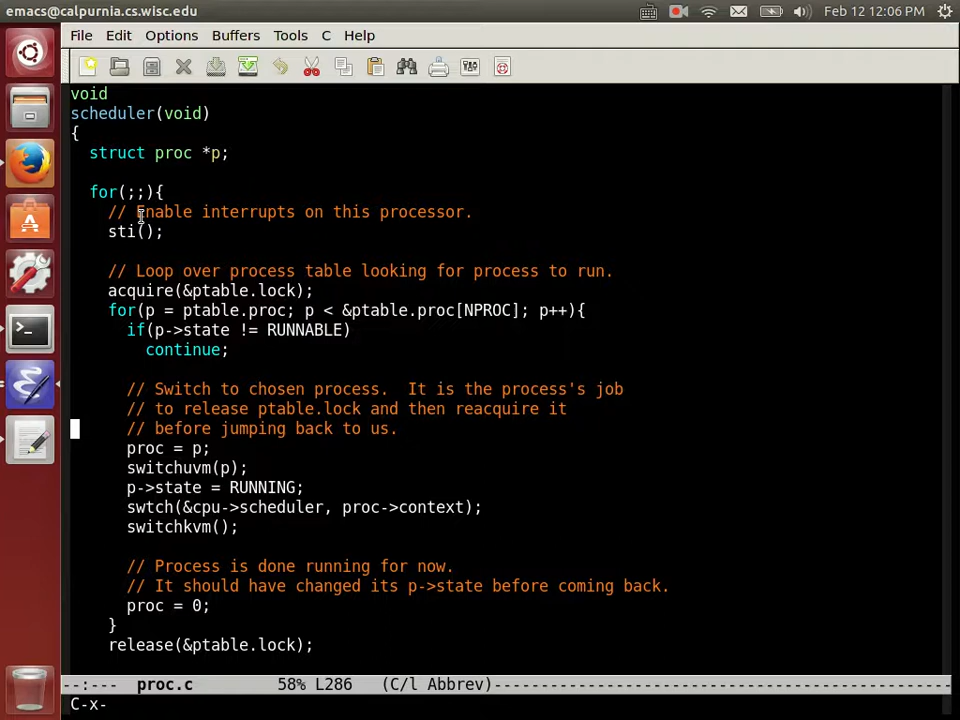 emacs@calpurnia.cs.wisc.edu
Feb 12 12:06 PM
File Edit Options Buffers Tools C Help
void
scheduler(void)
{
  struct proc *p;
  for(;;){
    // Enable interrupts on this processor.
    sti();
    // Loop over process table looking for process to run.
    acquire(&ptable.lock);
    for(p = ptable.proc; p < &ptable.proc[NPROC]; p++){
      if(p->state != RUNNABLE)
        continue;
      // Switch to chosen process.  It is the process's job
      // to release ptable.lock and then reacquire it
      // before jumping back to us.
      proc = p;
      switchuvm(p);
      p->state = RUNNING;
      swtch(&cpu->scheduler, proc->context);
      switchkvm();
      // Process is done running for now.
      // It should have changed its p->state before coming back.
      proc = 0;
    }
    release(&ptable.lock);
--:---  proc.c         58% L286   (C/l Abbrev)-------------------------------------------------
C-x-